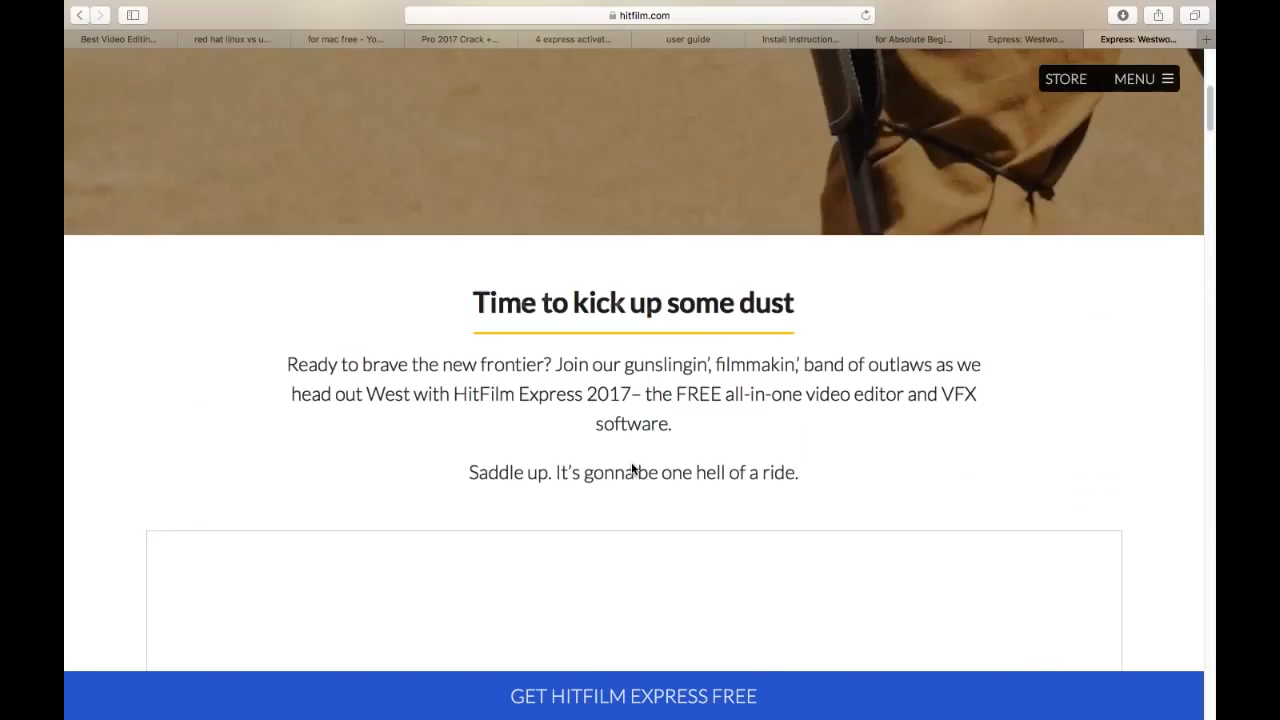 hitfilm.com
Best Video Editin...
red hat linux vs u...
for mac free - Yo...
Pro 2017 Crack +...
4 express activat...
user guide
Install Instruction...
for Absolute Begi...
Express: Westwo...
Express: Westwo...
STORE MENU
Time to kick up some dust
Ready to brave the new frontier? Join our gunslingin’, filmmakin,’ band of outlaws as we
head out West with HitFilm Express 2017– the FREE all-in-one video editor and VFX
software.
Saddle up. It’s gonna be one hell of a ride.
GET HITFILM EXPRESS FREE